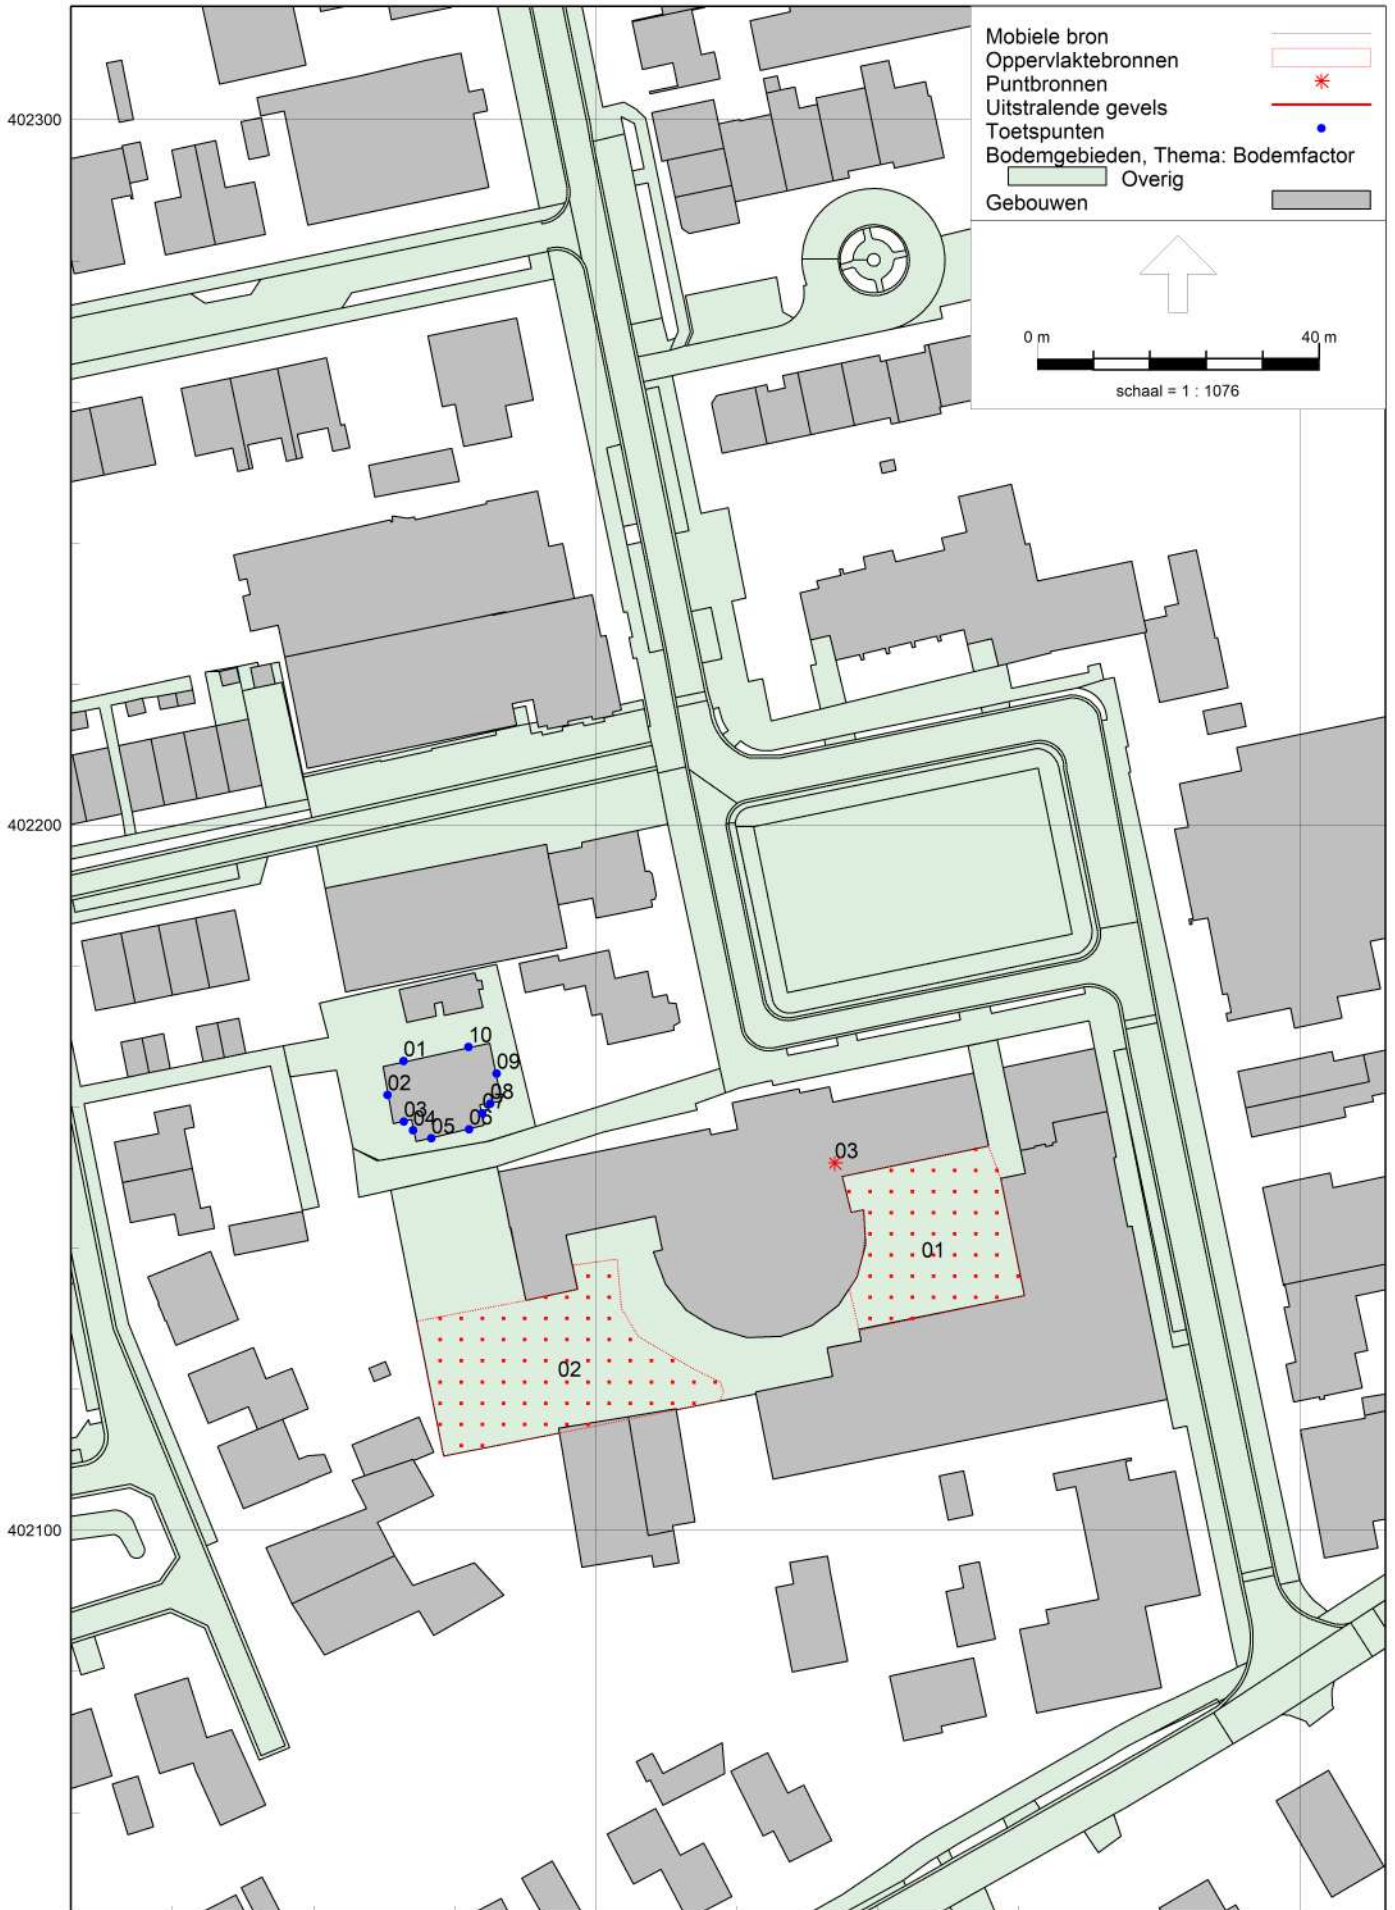 Mobiele bron
Oppervlaktebronnen
Puntbronnen
Uitstralende gevels
Toetspunten
Bodemgebieden, Thema: Bodemfactor
Overig
Gebouwen
0 m 40 m
schaal = 1 : 1076
402300
402200
402100
10
01
09
02
08
07
03
04
06
05
03
01
02